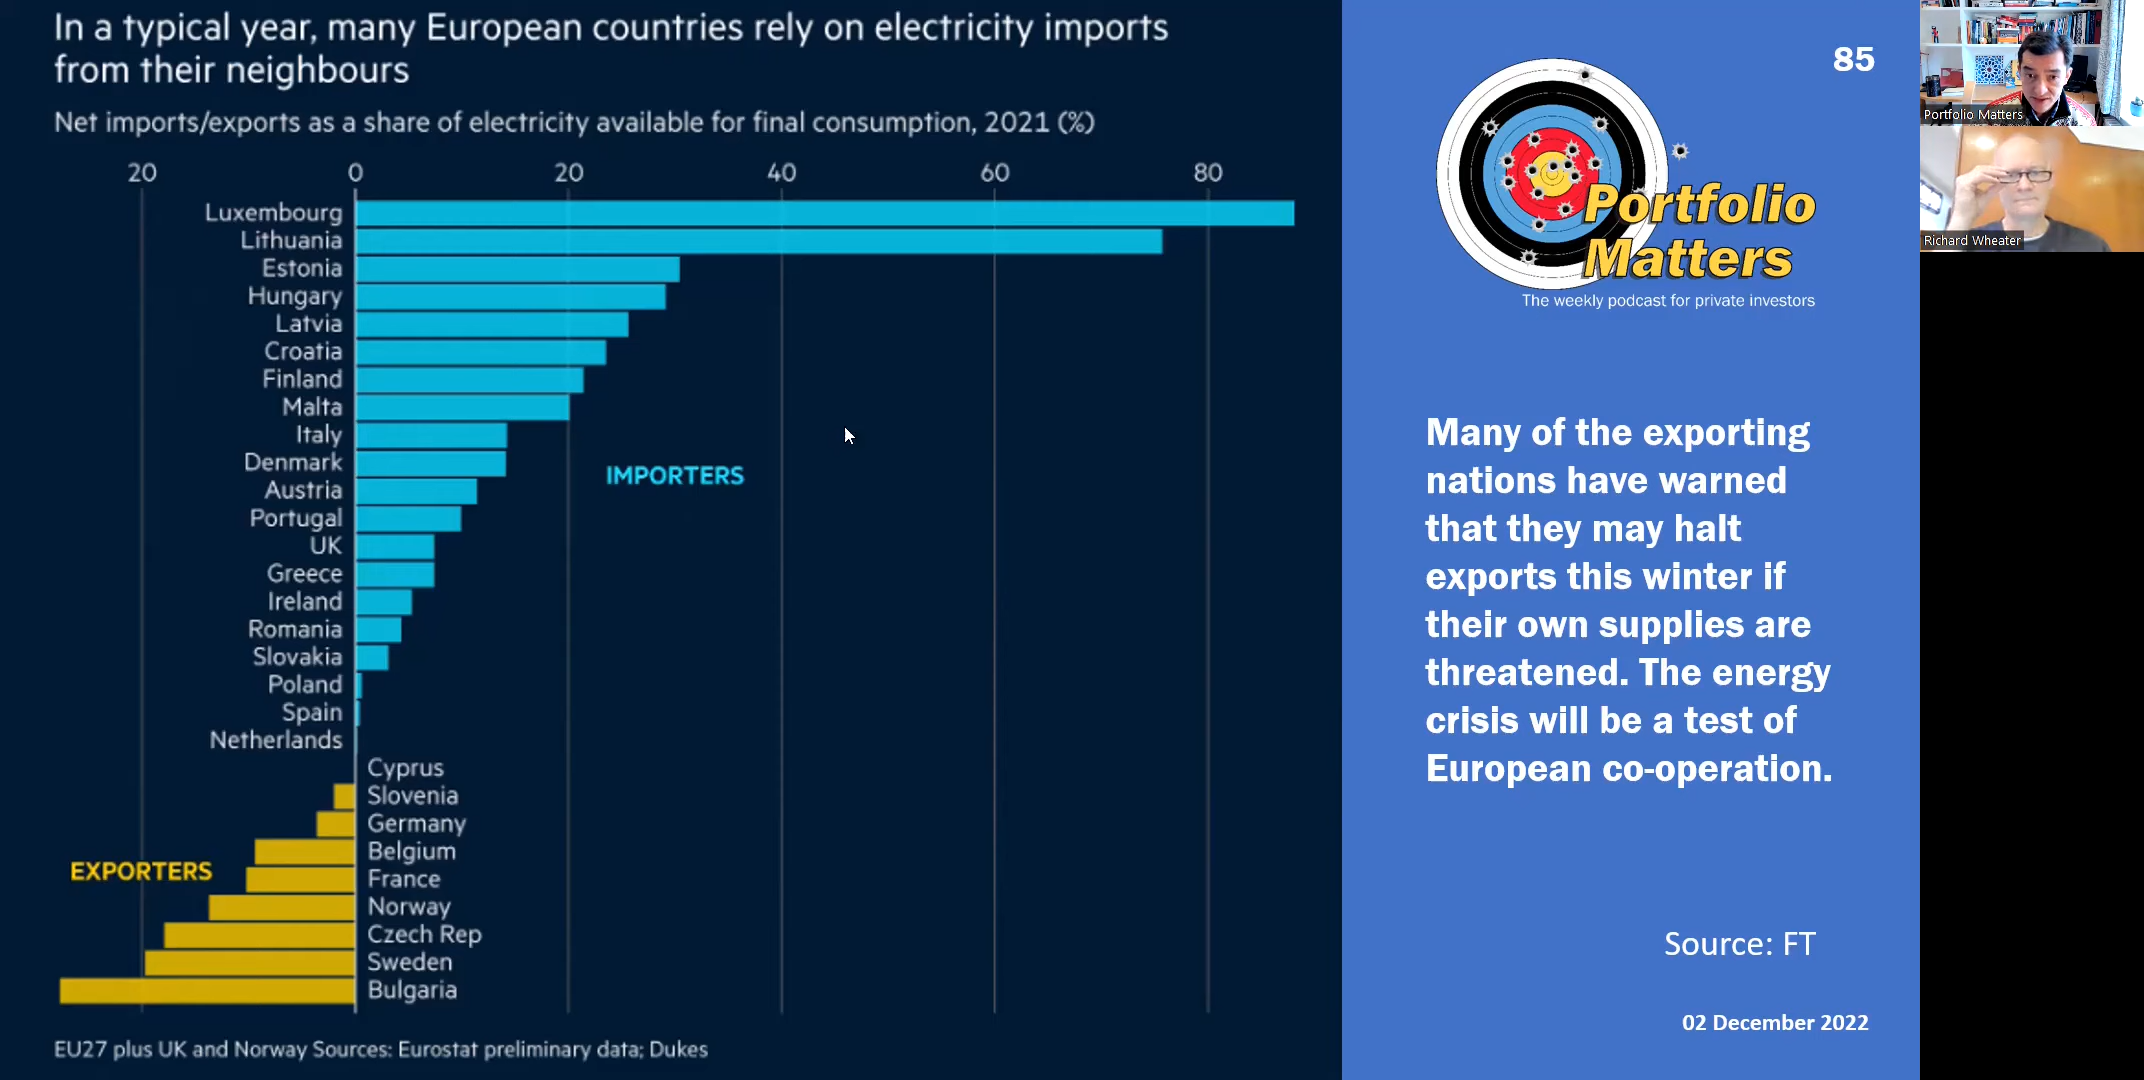 In a typical year, many European countries rely on electricity imports
from their neighbours
Net imports/exports as a share of electricity available for final consumption, 2021 (%)
20 0 20 40 60 80
Luxembourg
Lithuania
Estonia
Hungary
Latvia
Croatia
Finland
Malta
Italy
Denmark
Austria
Portugal
UK
Greece
Ireland
Romania
Slovakia
Poland
Spain
Netherlands
Cyprus
Slovenia
Germany
Belgium
France
Norway
Czech Rep
Sweden
Bulgaria
IMPORTERS
EXPORTERS
EU27 plus UK and Norway Sources: Eurostat preliminary data; Dukes
85
Portfolio
Matters
The weekly podcast for private investors
Many of the exporting
nations have warned
that they may halt
exports this winter if
their own supplies are
threatened. The energy
crisis will be a test of
European co-operation.
Source: FT
02 December 2022
Portfolio Matters
Richard Wheater